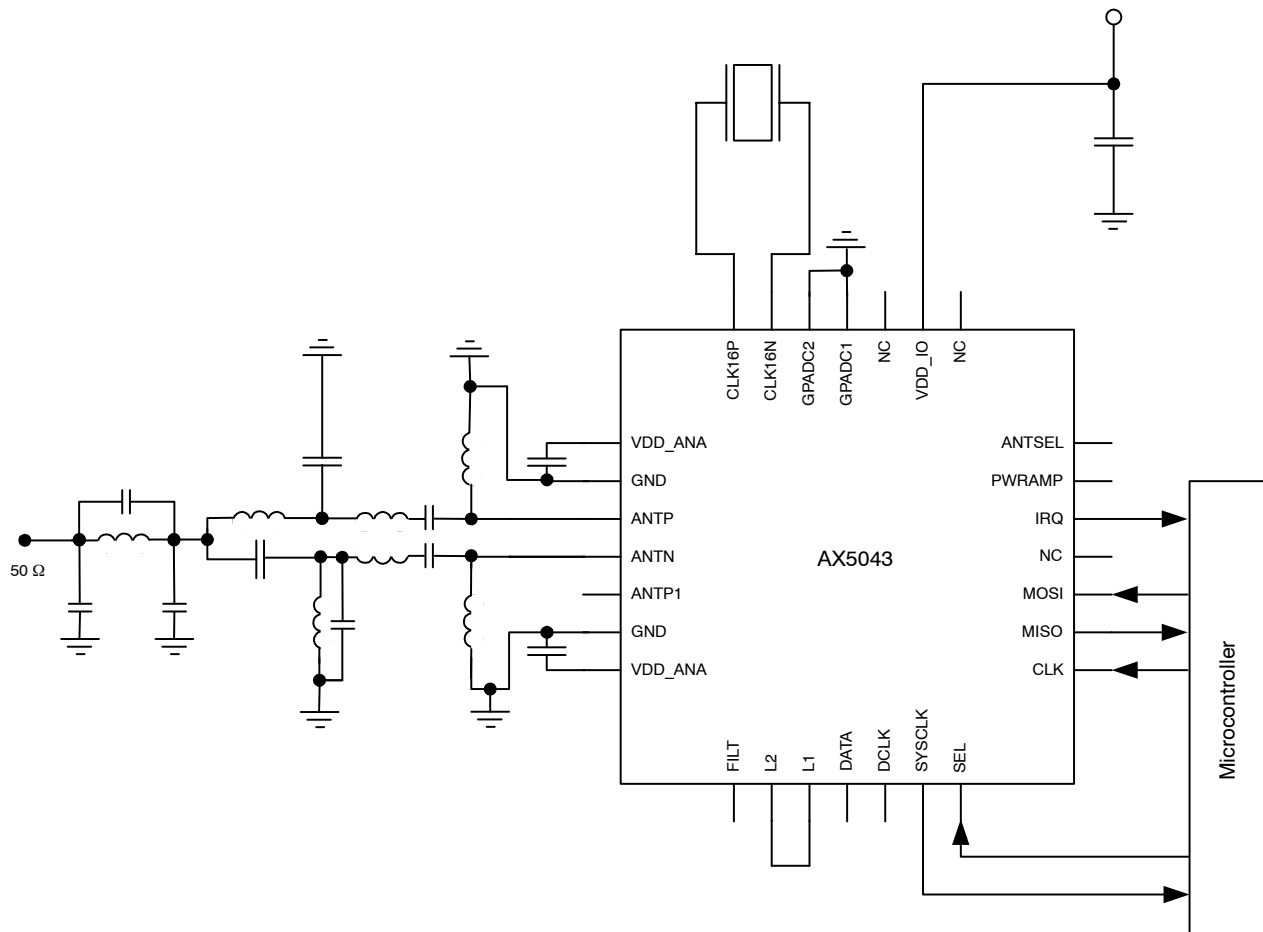 CLK16P
CLK16N
GPADC2
GPADC1
NC
VDD_IO
NC
VDD_ANA
GND
ANTP
ANTN
ANTP1
GND
VDD_ANA
50 Ω
AX5043
ANTSEL
PWRAMP
IRQ
NC
MOSI
MISO
CLK
FILT
L2
L1
DATA
DCLK
SYSCLK
SEL
Microcontroller